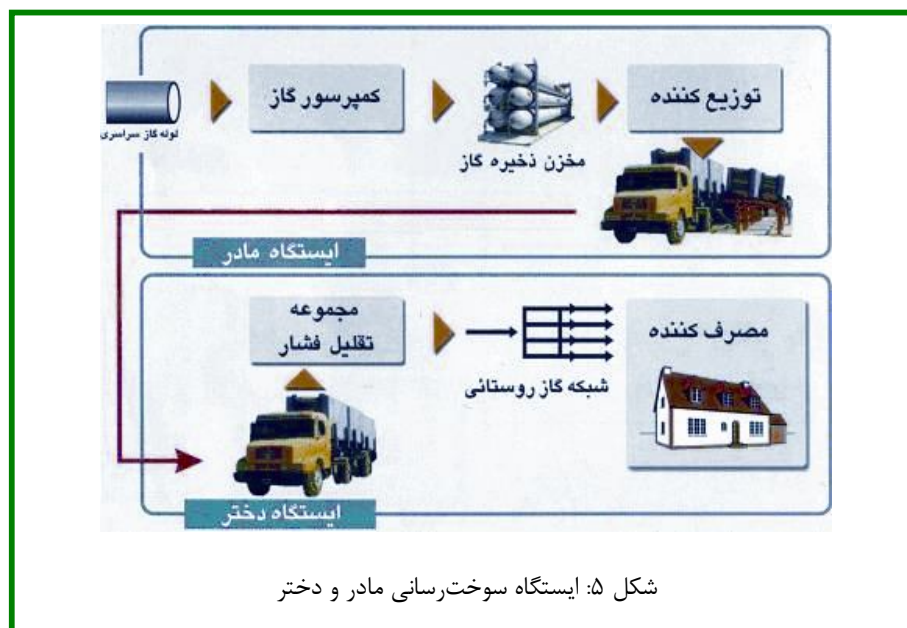 لوله گاز سراسری
کمپرسور گاز
مخزن ذخیره گاز
توزیع کننده
ایستگاه مادر
مجموعه
تقلیل فشار
شبکه گاز روستائی
مصرف کننده
ایستگاه دختر
شکل ۵: ایستگاه سوخت‌رسانی مادر و دختر